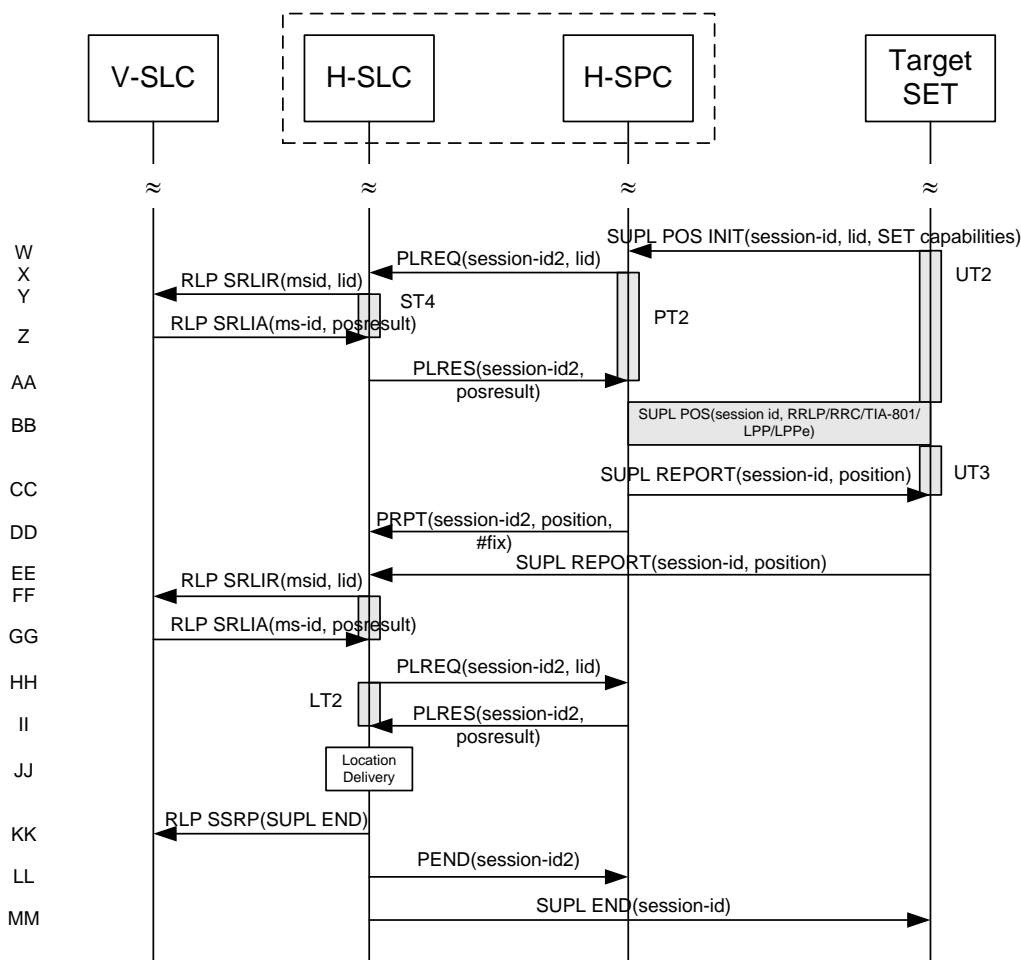 V-SLC
H-SLC
H-SPC
Target
SET
≈ ≈ ≈ ≈
W
SUPL POS INIT(session-id, lid, SET capabilities)
X
PLREQ(session-id2, lid)
UT2
Y
RLP SRLIR(msid, lid)
ST4
PT2
Z
RLP SRLIA(ms-id, posresult)
AA
PLRES(session-id2,
posresult)
BB
SUPL POS(session id, RRLP/RRC/TIA-801/
LPP/LPPe)
CC
SUPL REPORT(session-id, position)
UT3
DD
PRPT(session-id2, position,
#fix)
EE
SUPL REPORT(session-id, position)
FF
RLP SRLIR(msid, lid)
GG
RLP SRLIA(ms-id, posresult)
HH
PLREQ(session-id2, lid)
LT2
II
PLRES(session-id2,
posresult)
JJ
Location
Delivery
KK
RLP SSRP(SUPL END)
LL
PEND(session-id2)
MM
SUPL END(session-id)